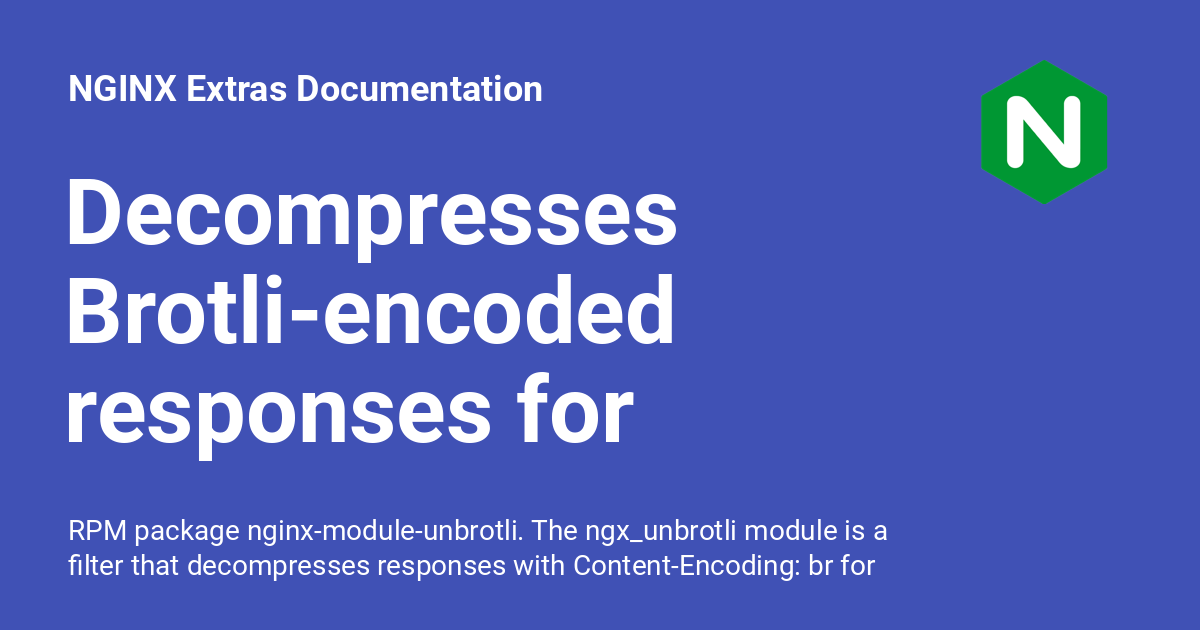 NGINX Extras Documentation
N
Decompresses
Brotli-encoded
responses for
RPM package nginx-module-unbrotli. The ngx_unbrotli module is a
filter that decompresses responses with Content-Encoding: br for